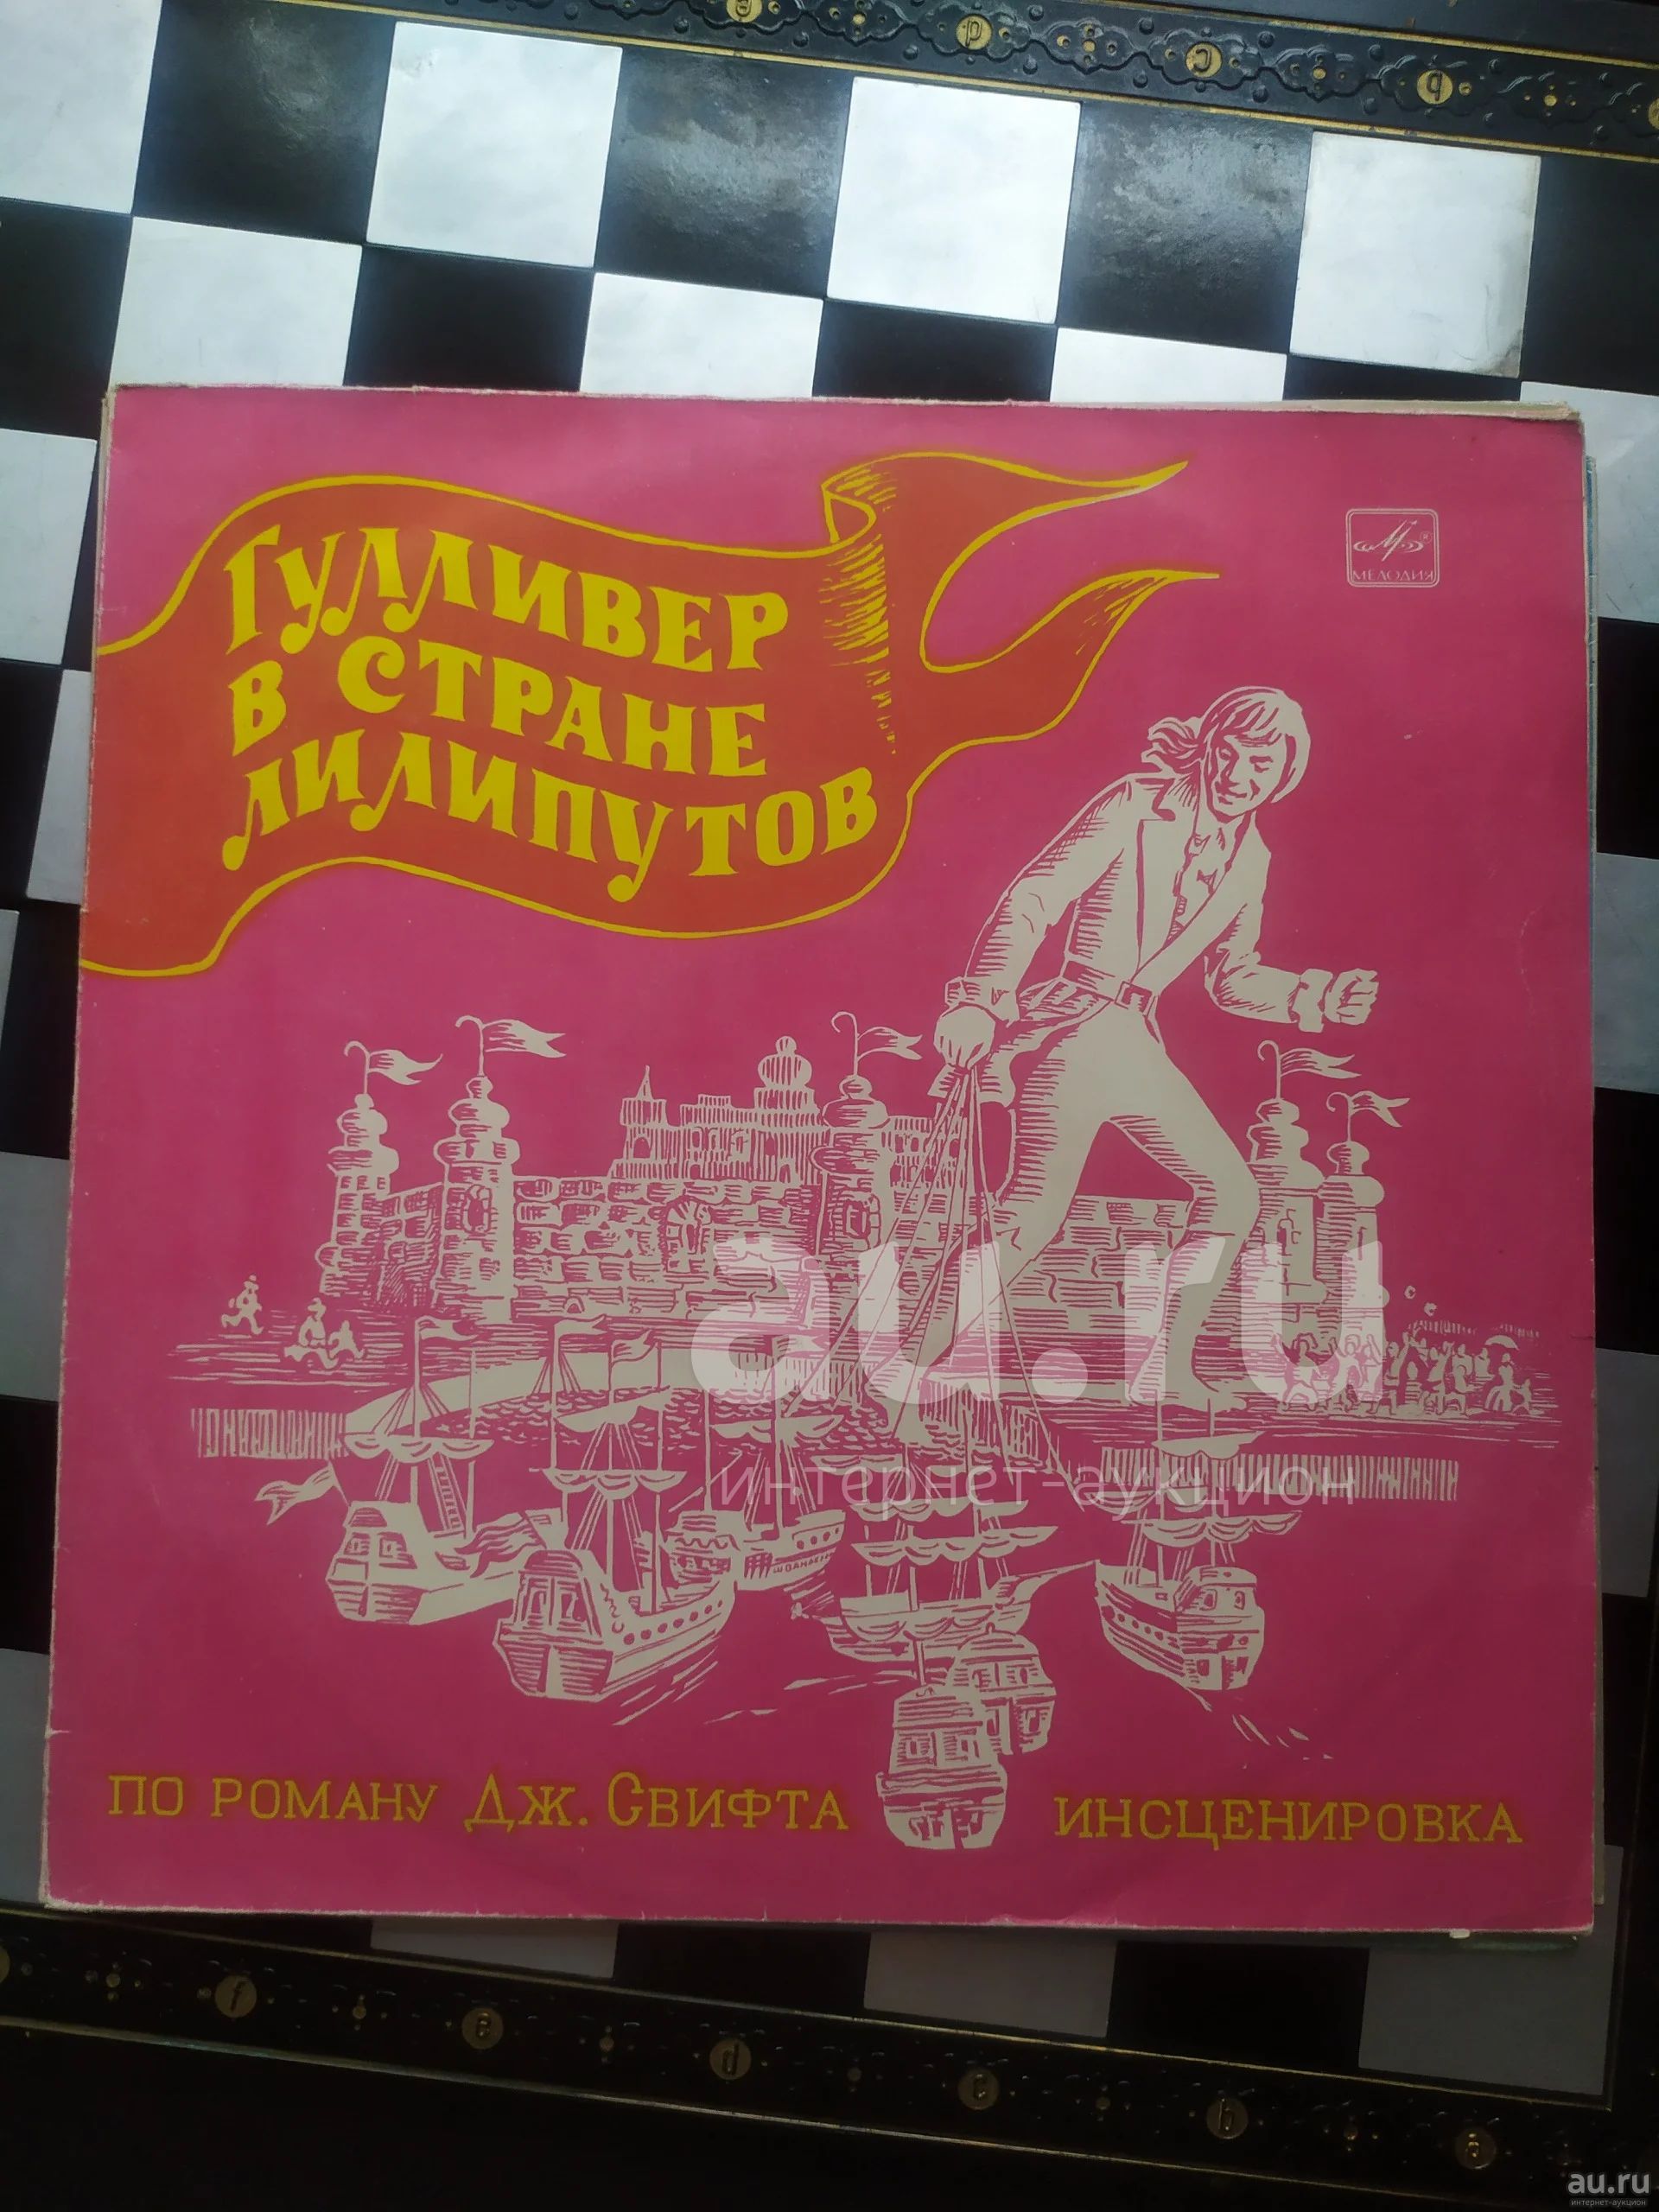 a
d
c
b
ГУЛЛИВЕР
В СТРАНЕ
ЛИЛИПУТОВ
МЕЛОДИЯ
au.ru
интернет-аукцион
ПО РОМАНУ ДЖ. СВИФТА
ИНСЦЕНИРОВКА
f
e
d
c
b
a
au.ru
интернет-аукцион